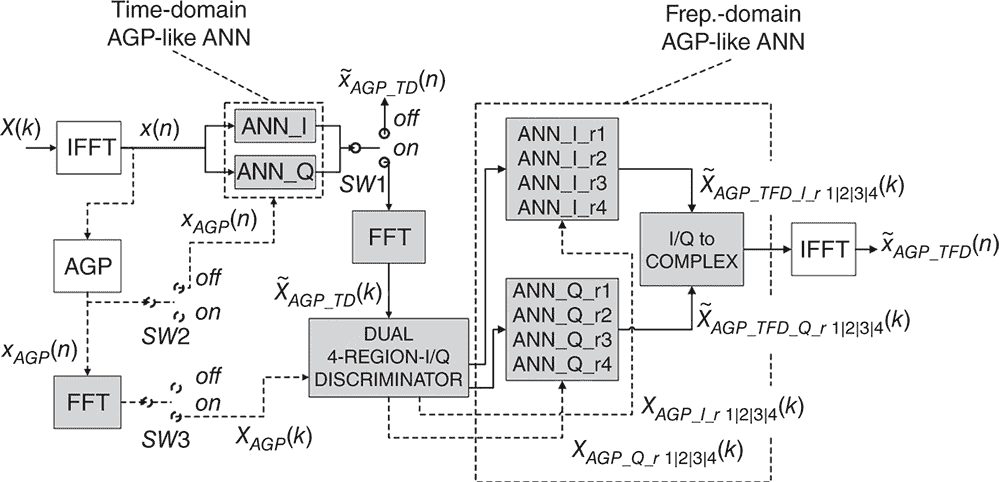 Time-domain
AGP-like ANN
Frep.-domain
AGP-like ANN
x̃AGP_TD(n)
X(k)
IFFT
x(n)
ANN_I
ANN_Q
off
on
SW1
ANN_I_r1
ANN_I_r2
ANN_I_r3
ANN_I_r4
X̃AGP_TFD_I_r 1|2|3|4(k)
xAGP(n)
FFT
AGP
I/Q to
COMPLEX
IFFT
x̃AGP_TFD(n)
off
on
SW2
X̃AGP_TD(k)
ANN_Q_r1
ANN_Q_r2
ANN_Q_r3
ANN_Q_r4
X̃AGP_TFD_Q_r 1|2|3|4(k)
xAGP(n)
DUAL
4-REGION-I/Q
DISCRIMINATOR
FFT
off
on
SW3
XAGP(k)
XAGP_I_r 1|2|3|4(k)
XAGP_Q_r 1|2|3|4(k)